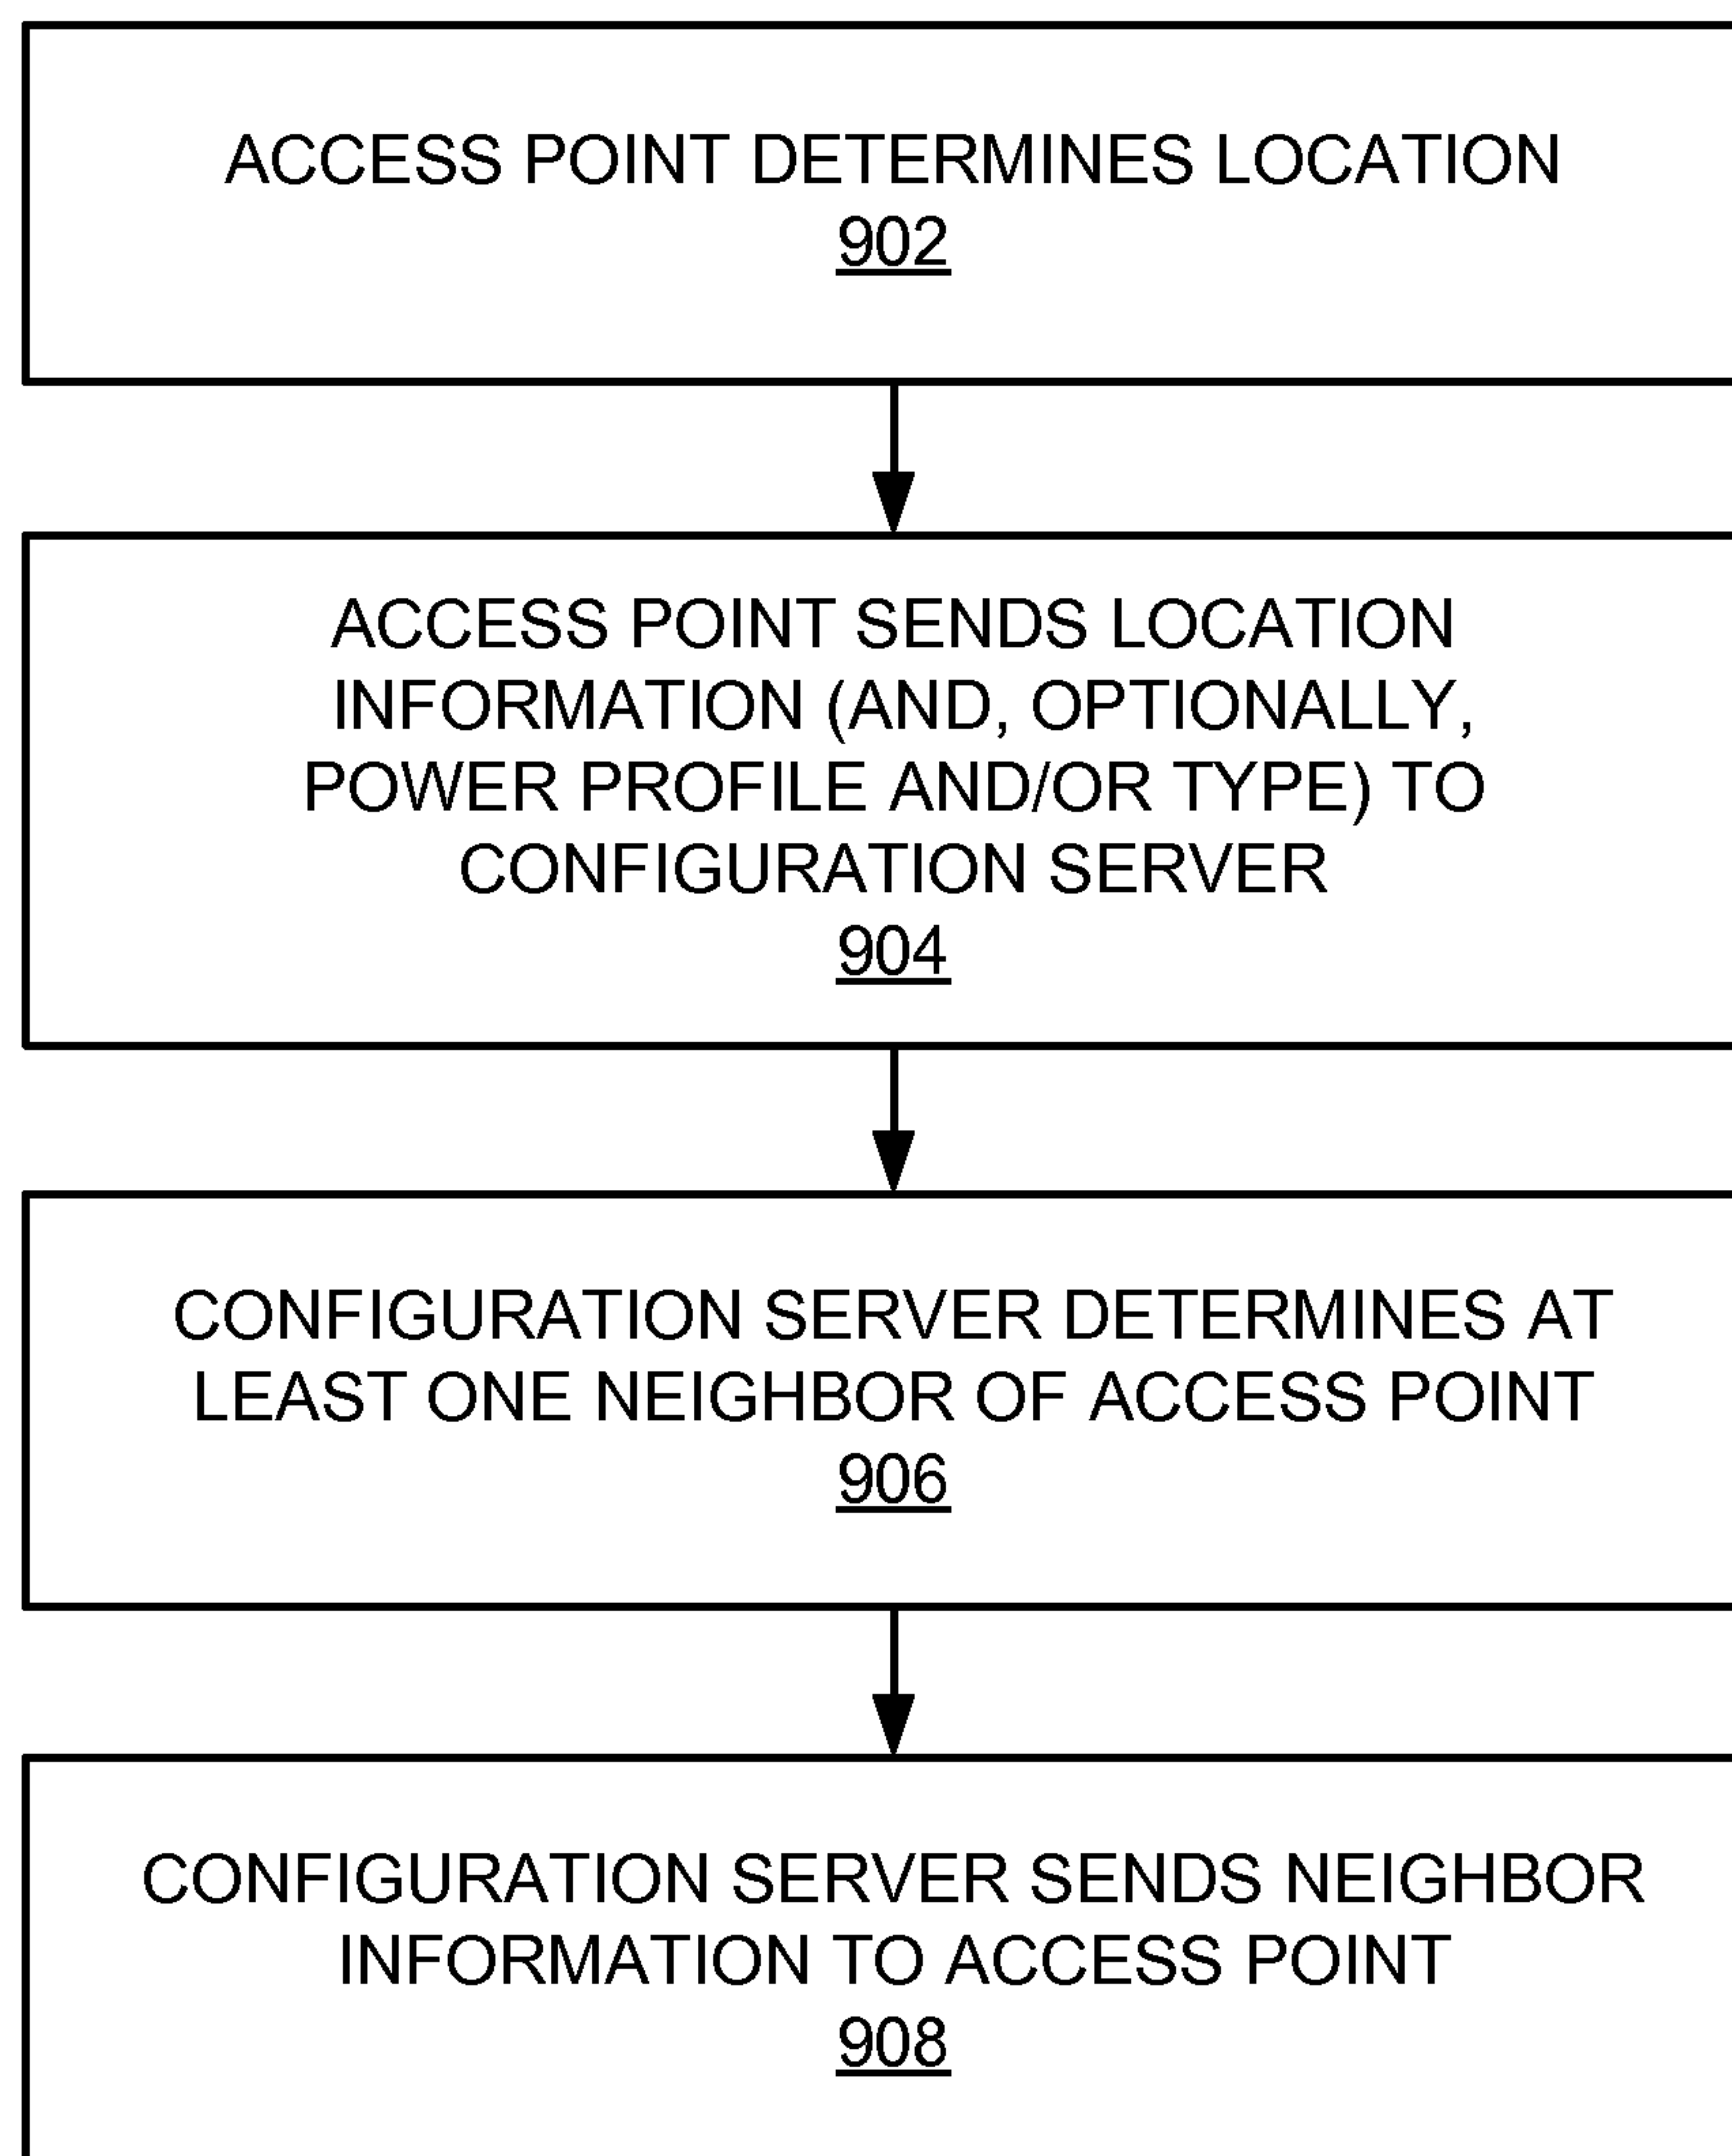 ACCESS POINT DETERMINES LOCATION
902
ACCESS POINT SENDS LOCATION
INFORMATION (AND, OPTIONALLY,
POWER PROFILE AND/OR TYPE) TO
CONFIGURATION SERVER
904
CONFIGURATION SERVER DETERMINES AT
LEAST ONE NEIGHBOR OF ACCESS POINT
906
CONFIGURATION SERVER SENDS NEIGHBOR
INFORMATION TO ACCESS POINT
908